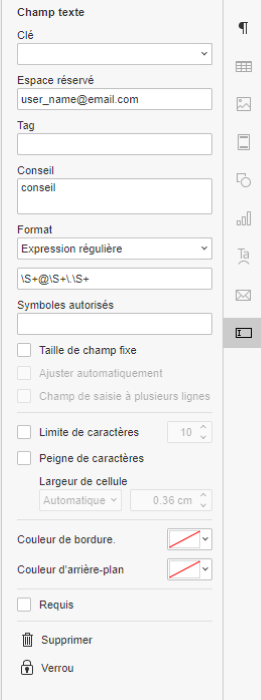 Champ texte
Clé
Espace réservé
user_name@email.com
Tag
Conseil
conseil
Format
Expression régulière
\S+@\S+\.\S+
Symboles autorisés
Taille de champ fixe
Ajuster automatiquement
Champ de saisie à plusieurs lignes
Limite de caractères 10
Peigne de caractères
Largeur de cellule
Automatique 0.36 cm
Couleur de bordure.
Couleur d'arrière-plan
Requis
Supprimer
Verrou
¶
Ta